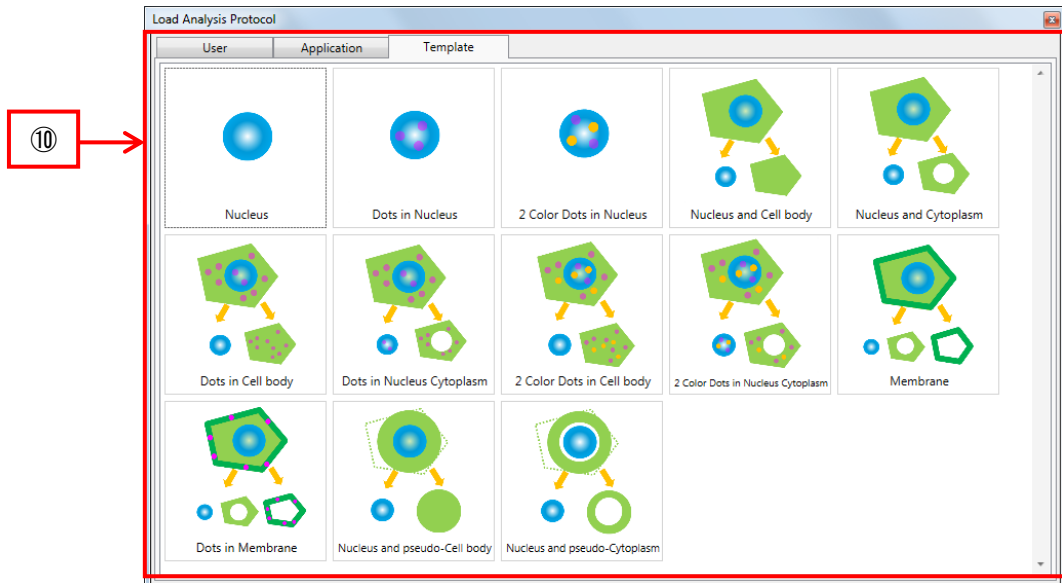 Load Analysis Protocol
User
Application
Template
⑩
Nucleus
Dots in Nucleus
2 Color Dots in Nucleus
Nucleus and Cell body
Nucleus and Cytoplasm
Dots in Cell body
Dots in Nucleus Cytoplasm
2 Color Dots in Cell body
2 Color Dots in Nucleus Cytoplasm
Membrane
Dots in Membrane
Nucleus and pseudo-Cell body
Nucleus and pseudo-Cytoplasm